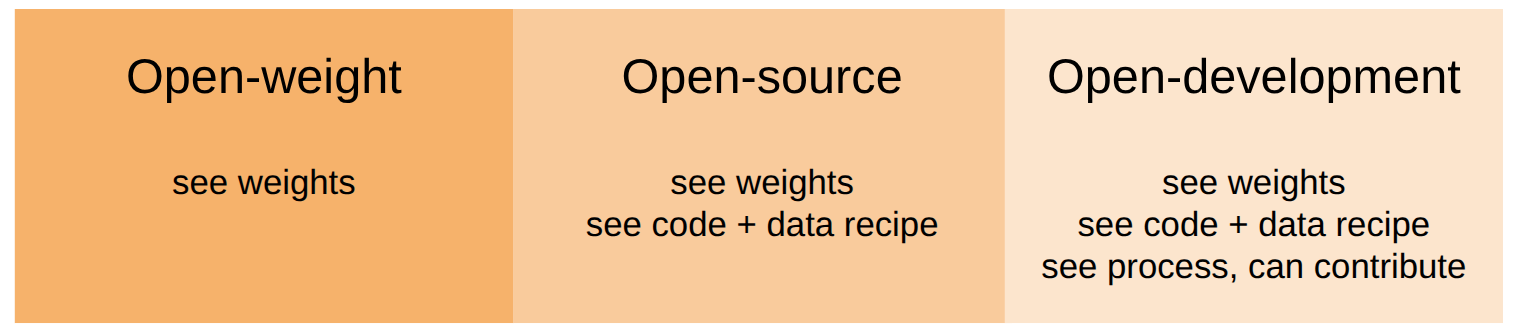 Open-weight
see weights
Open-source
see weights
see code + data recipe
Open-development
see weights
see code + data recipe
see process, can contribute